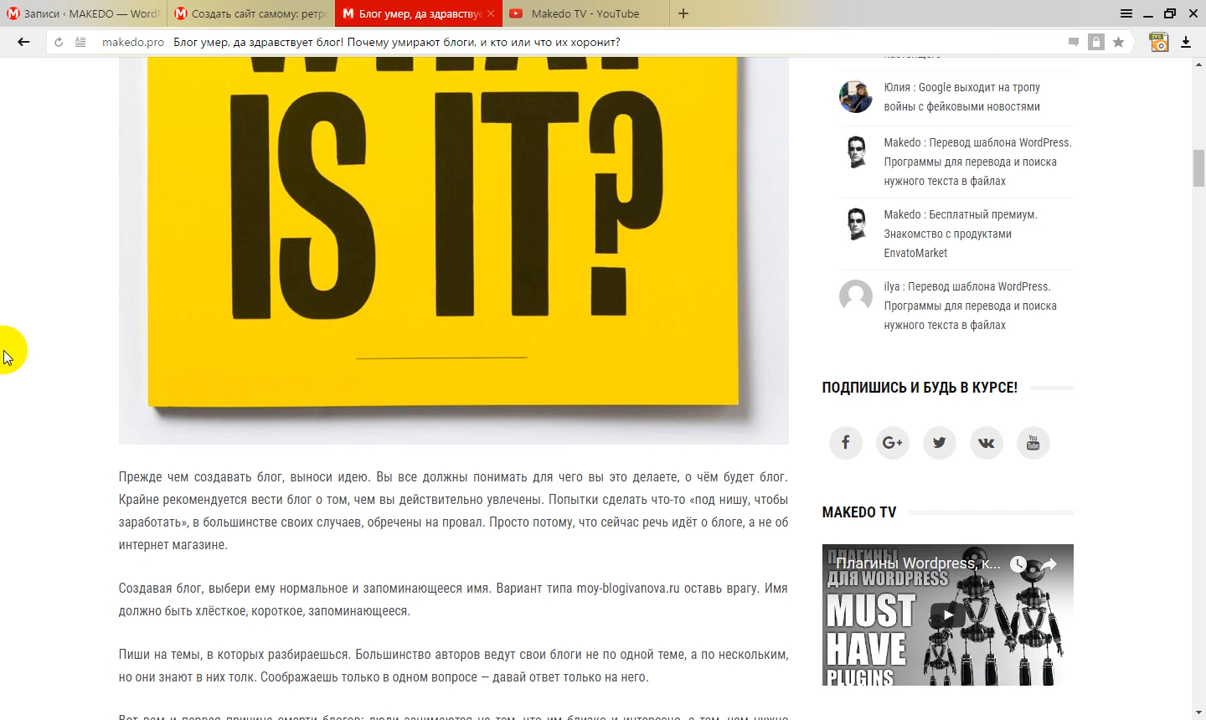 Записи ‹ MAKEDO — Word
Создать сайт самому: ретро
Блог умер, да здравствуе
Makedo TV - YouTube
makedo.pro Блог умер, да здравствует блог! Почему умирают блоги, и кто или что их хоронит?
IS IT?
Юлия : Google выходит на тропу
войны с фейковыми новостями
Makedo : Перевод шаблона WordPress.
Программы для перевода и поиска
нужного текста в файлах
Makedo : Бесплатный премиум.
Знакомство с продуктами
EnvatoMarket
ilya : Перевод шаблона WordPress.
Программы для перевода и поиска
нужного текста в файлах
ПОДПИШИСЬ И БУДЬ В КУРСЕ!
Прежде чем создавать блог, выноси идею. Вы все должны понимать для чего вы это делаете, о чём будет блог.
Крайне рекомендуется вести блог о том, чем вы действительно увлечены. Попытки сделать что-то «под нишу, чтобы
заработать», в большинстве своих случаев, обречены на провал. Просто потому, что сейчас речь идёт о блоге, а не об
интернет магазине.
Создавая блог, выбери ему нормальное и запоминающееся имя. Вариант типа moy-blogivanova.ru оставь врагу. Имя
должно быть хлёсткое, короткое, запоминающееся.
Пиши на темы, в которых разбираешься. Большинство авторов ведут свои блоги не по одной теме, а по нескольким,
но они знают в них толк. Соображаешь только в одном вопросе — давай ответ только на него.
MAKEDO TV
Плагины Wordpress, к...
ПЛАГИНЫ
ДЛЯ WORDPRESS
MUST
HAVE
PLUGINS